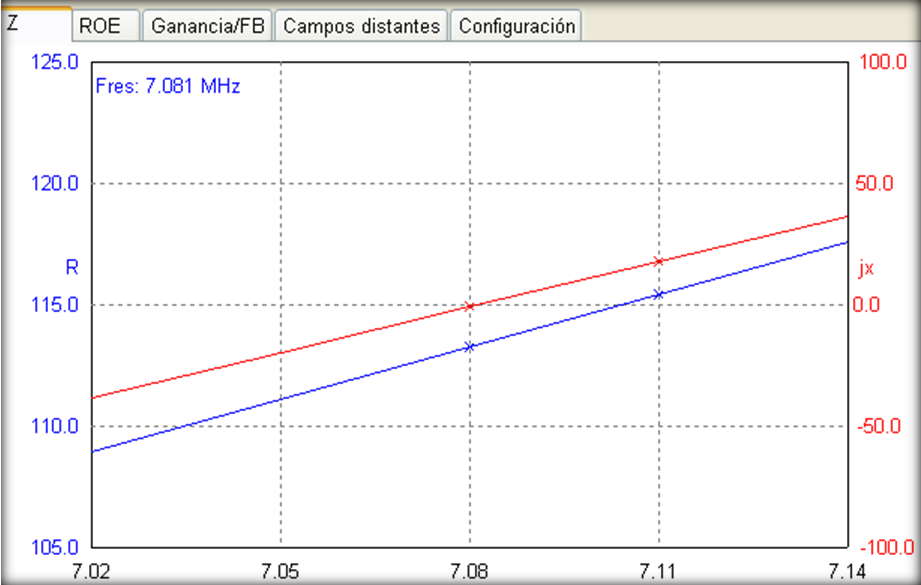 Z ROE Ganancia/FB Campos distantes Configuración
125.0 100.0
Fres: 7.081 MHz
120.0 50.0
R jx
115.0 0.0
110.0 -50.0
105.0 -100.0
7.02 7.05 7.08 7.11 7.14